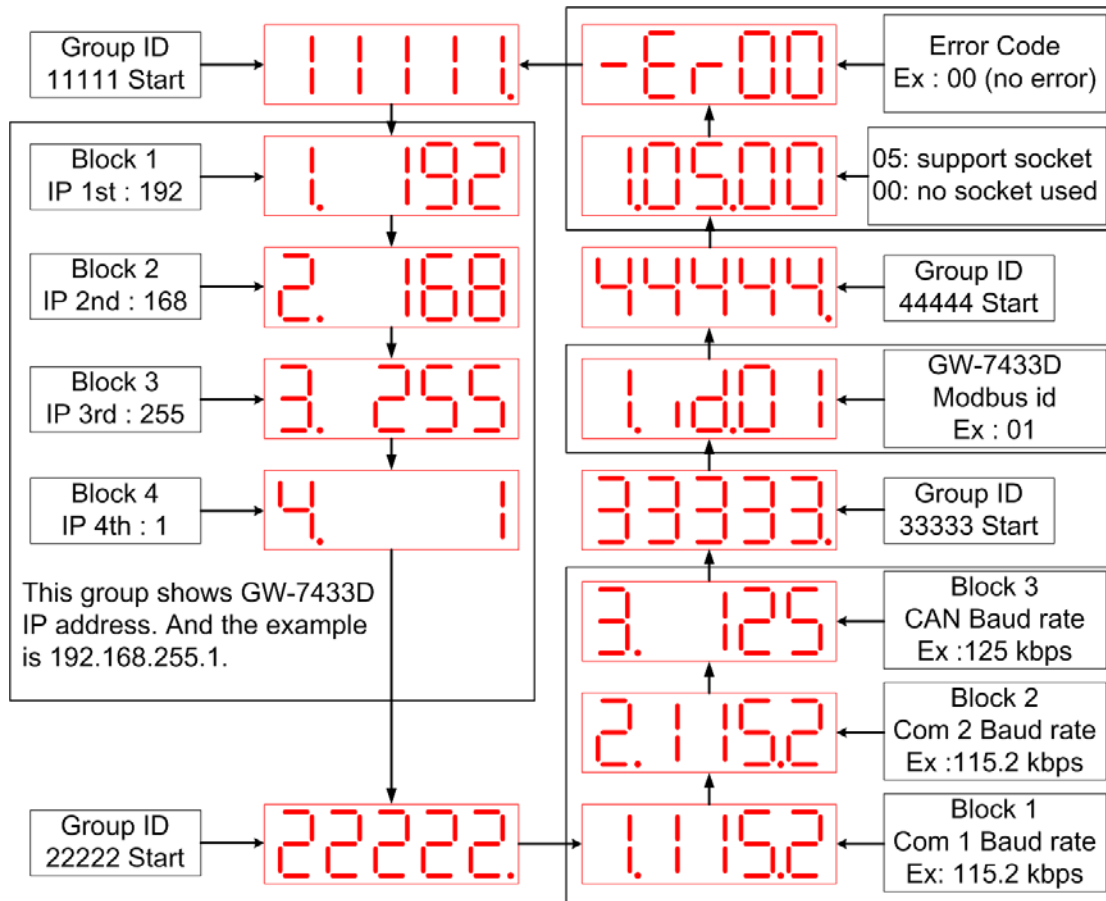 Group ID
11111 Start
11111.
Block 1
IP 1st : 192
1. 192
Block 2
IP 2nd : 168
2. 168
Block 3
IP 3rd : 255
3. 255
Block 4
IP 4th : 1
4. 1
This group shows GW-7433D
IP address. And the example
is 192.168.255.1.
Group ID
22222 Start
22222.
1.115.2
Block 1
Com 1 Baud rate
Ex: 115.2 kbps
2.115.2
Block 2
Com 2 Baud rate
Ex :115.2 kbps
3. 125
Block 3
CAN Baud rate
Ex :125 kbps
33333.
Group ID
33333 Start
1.id.01
GW-7433D
Modbus id
Ex : 01
44444.
Group ID
44444 Start
1.05.00
05: support socket
00: no socket used
-Er00
Error Code
Ex : 00 (no error)